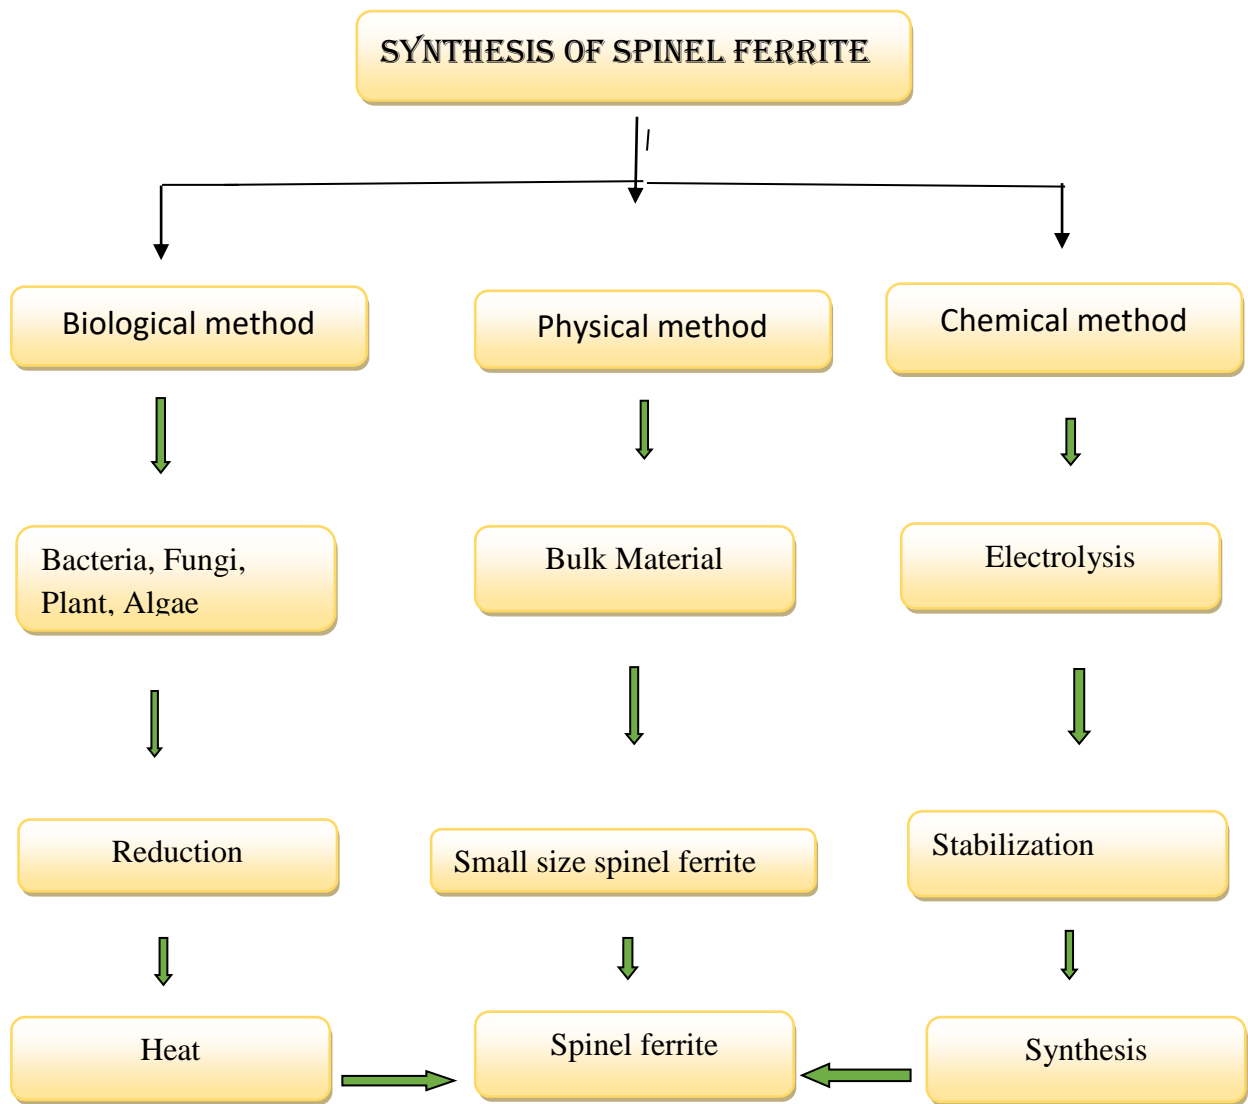 SYNTHESIS OF SPINEL FERRITE
Biological method
Physical method
Chemical method
Bacteria, Fungi,
Plant, Algae
Bulk Material
Electrolysis
Reduction
Small size spinel ferrite
Stabilization
Heat
Spinel ferrite
Synthesis